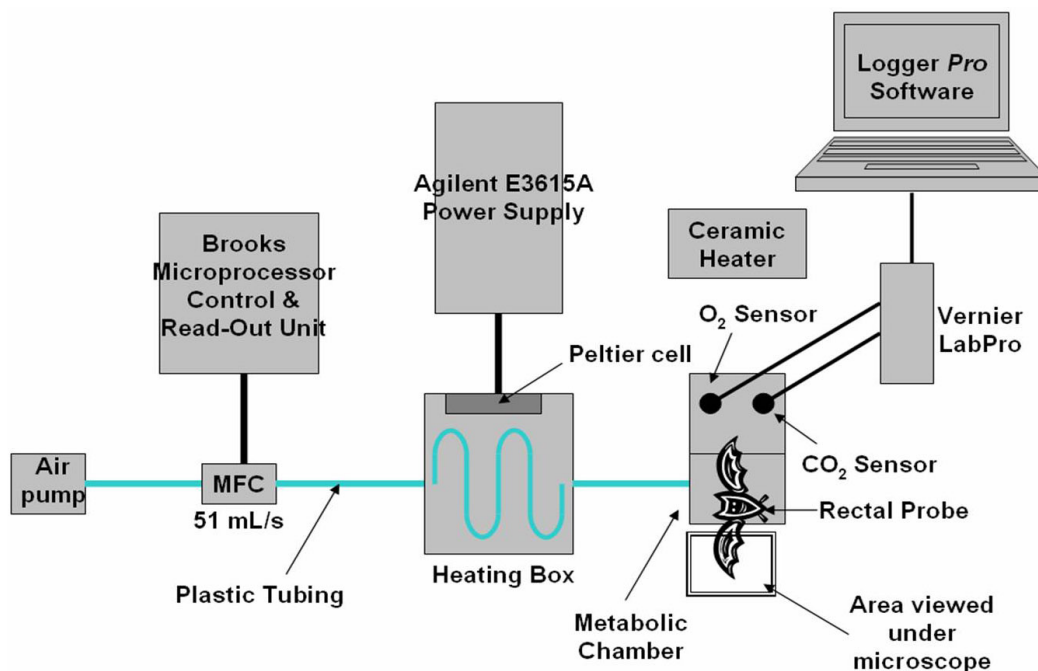 Logger Pro
Software
Agilent E3615A
Power Supply
Brooks
Microprocessor
Control &
Read-Out Unit
Ceramic
Heater
O₂ Sensor
Vernier
LabPro
Peltier cell
Air
pump
MFC
51 mL/s
CO₂ Sensor
Rectal Probe
Plastic Tubing
Heating Box
Metabolic
Chamber
Area viewed
under
microscope